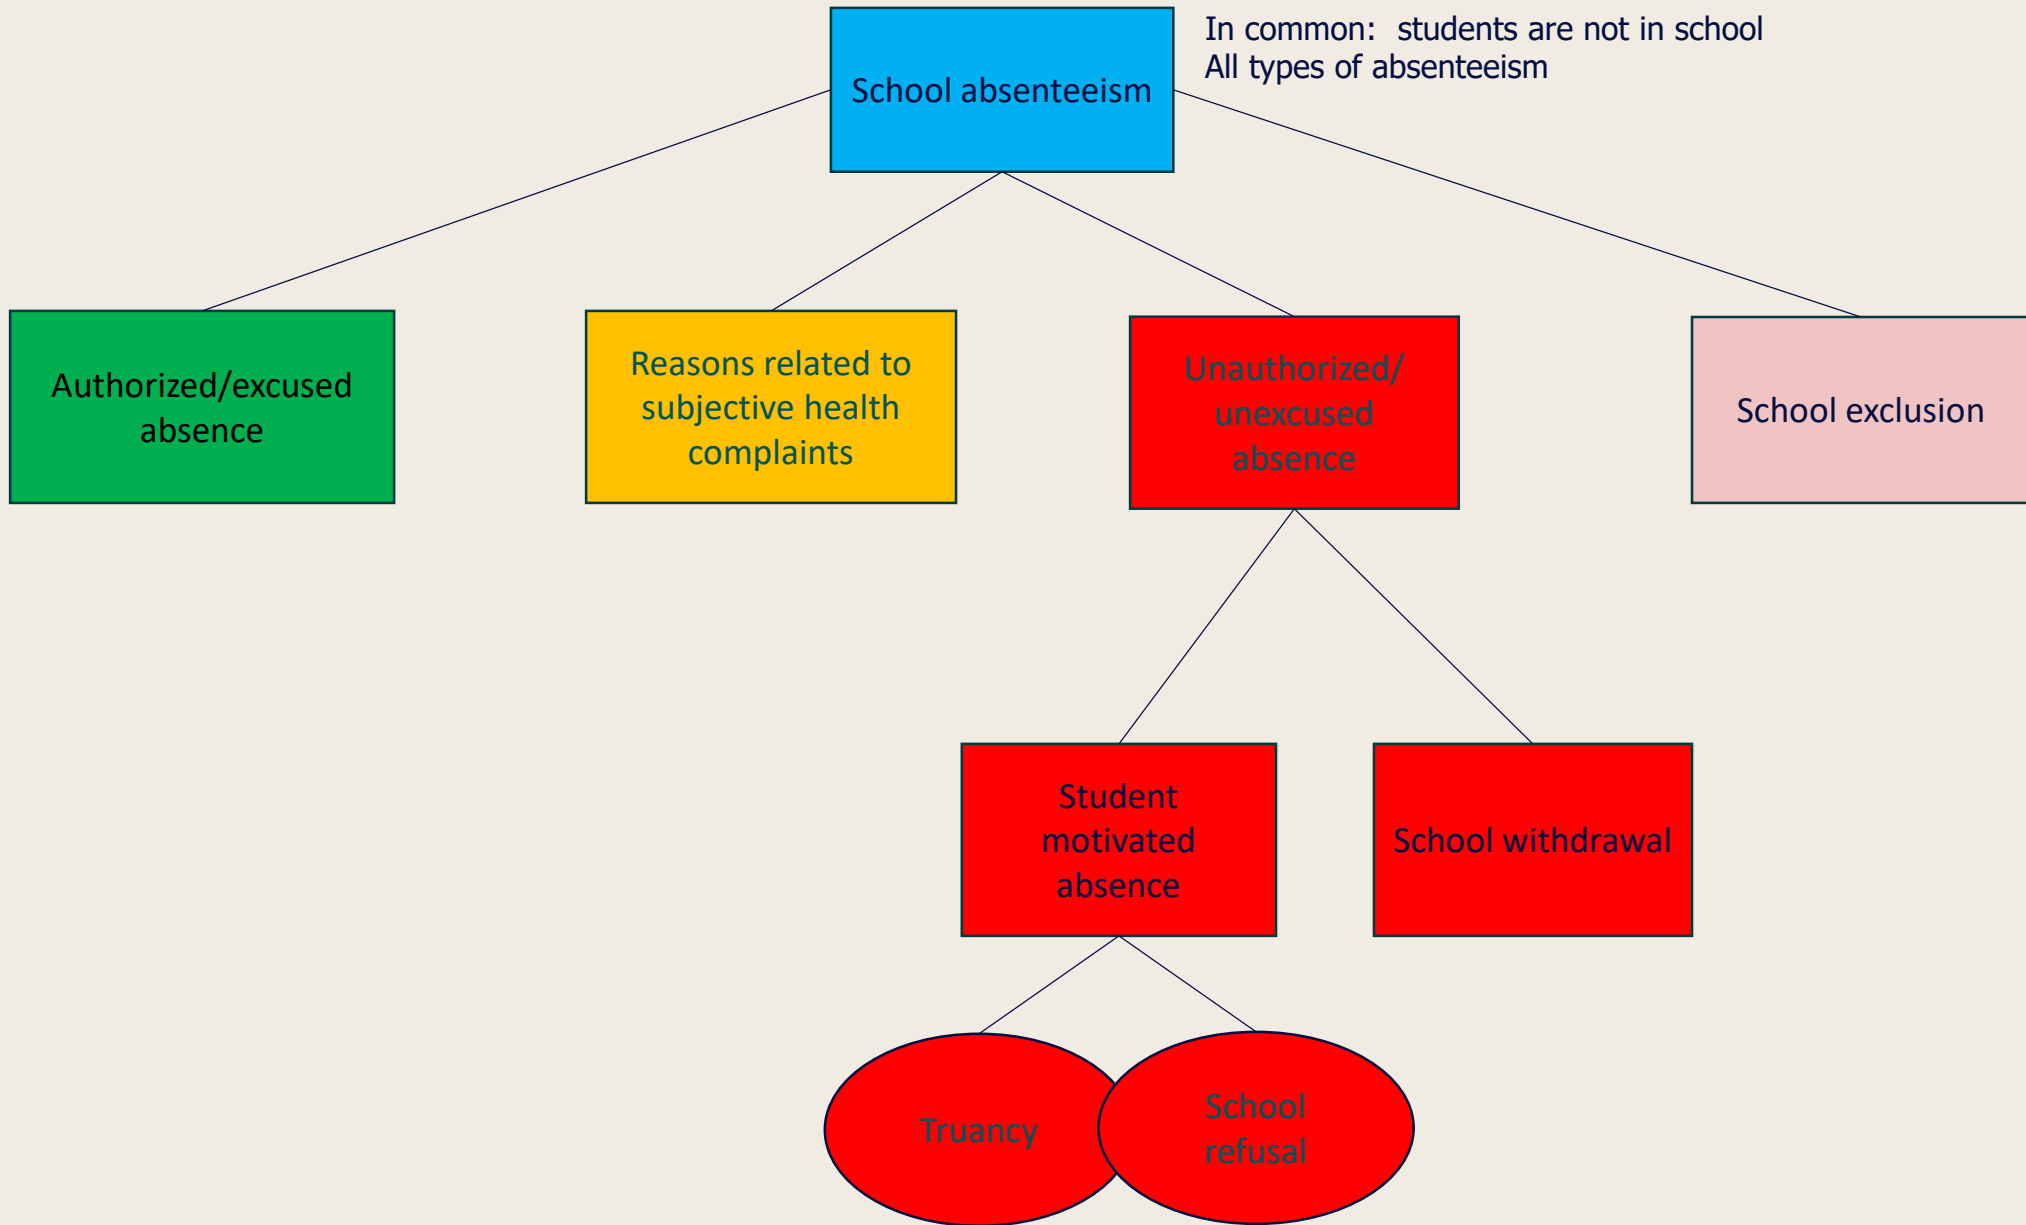 In common:  students are not in school
All types of absenteeism
School absenteeism
Authorized/excused
absence
Reasons related to
subjective health
complaints
Unauthorized/
unexcused
absence
School exclusion
Student
motivated
absence
School withdrawal
Truancy
School
refusal